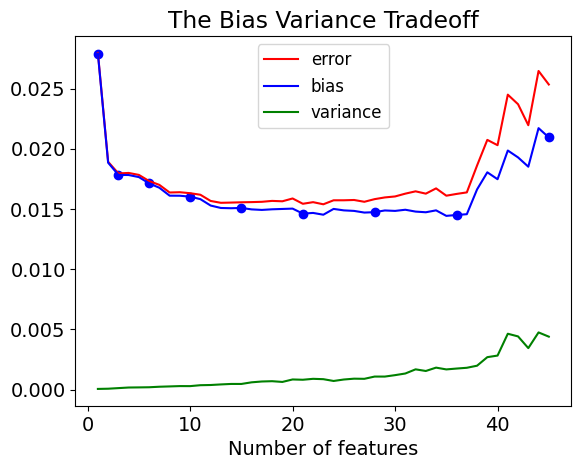 The Bias Variance Tradeoff
error
bias
variance
0.025
0.020
0.015
0.010
0.005
0.000
0
10
20
30
40
Number of features